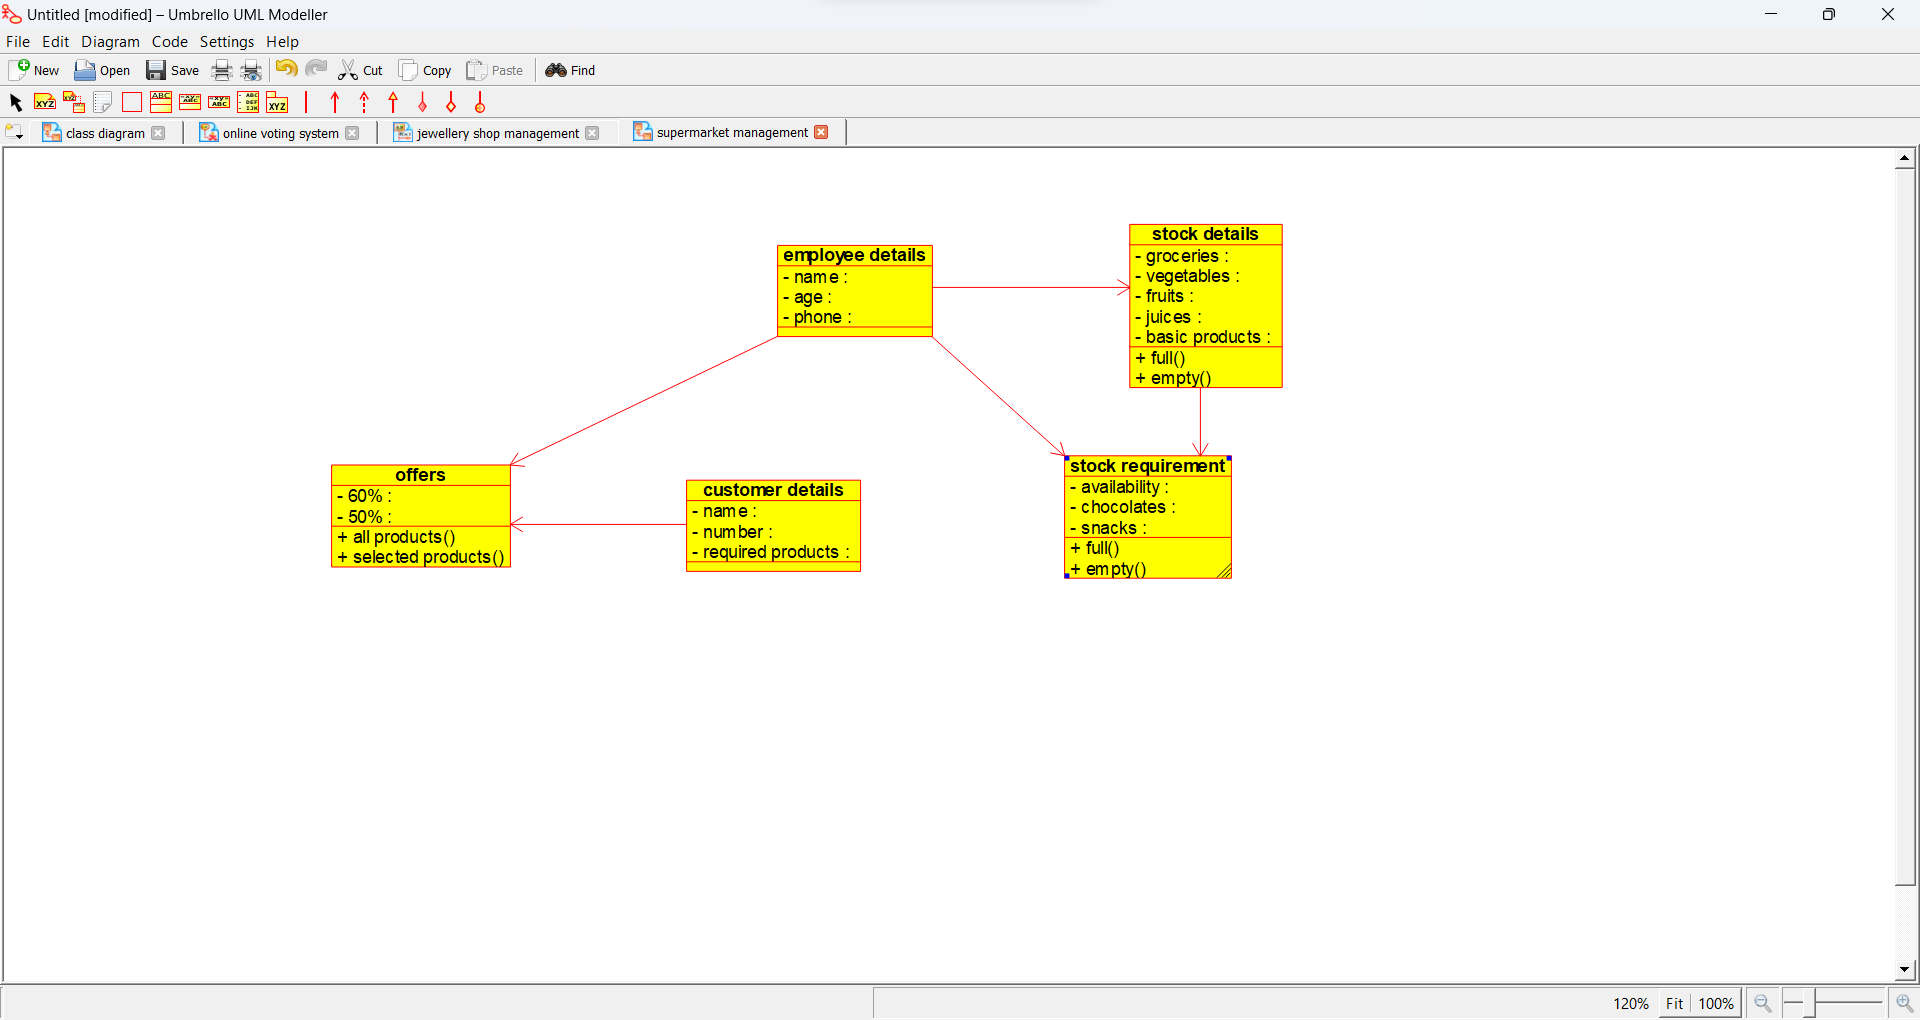 Untitled [modified] – Umbrello UML Modeller
File Edit Diagram Code Settings Help
New Open Save Cut Copy Paste Find
class diagram online voting system jewellery shop management supermarket management
employee details
- name :
- age :
- phone :
stock details
- groceries :
- vegetables :
- fruits :
- juices :
- basic products :
+ full()
+ empty()
offers
- 60% :
- 50% :
+ all products()
+ selected products()
customer details
- name :
- number :
- required products :
stock requirement
- availability :
- chocolates :
- snacks :
+ full()
+ empty()
120% Fit 100%